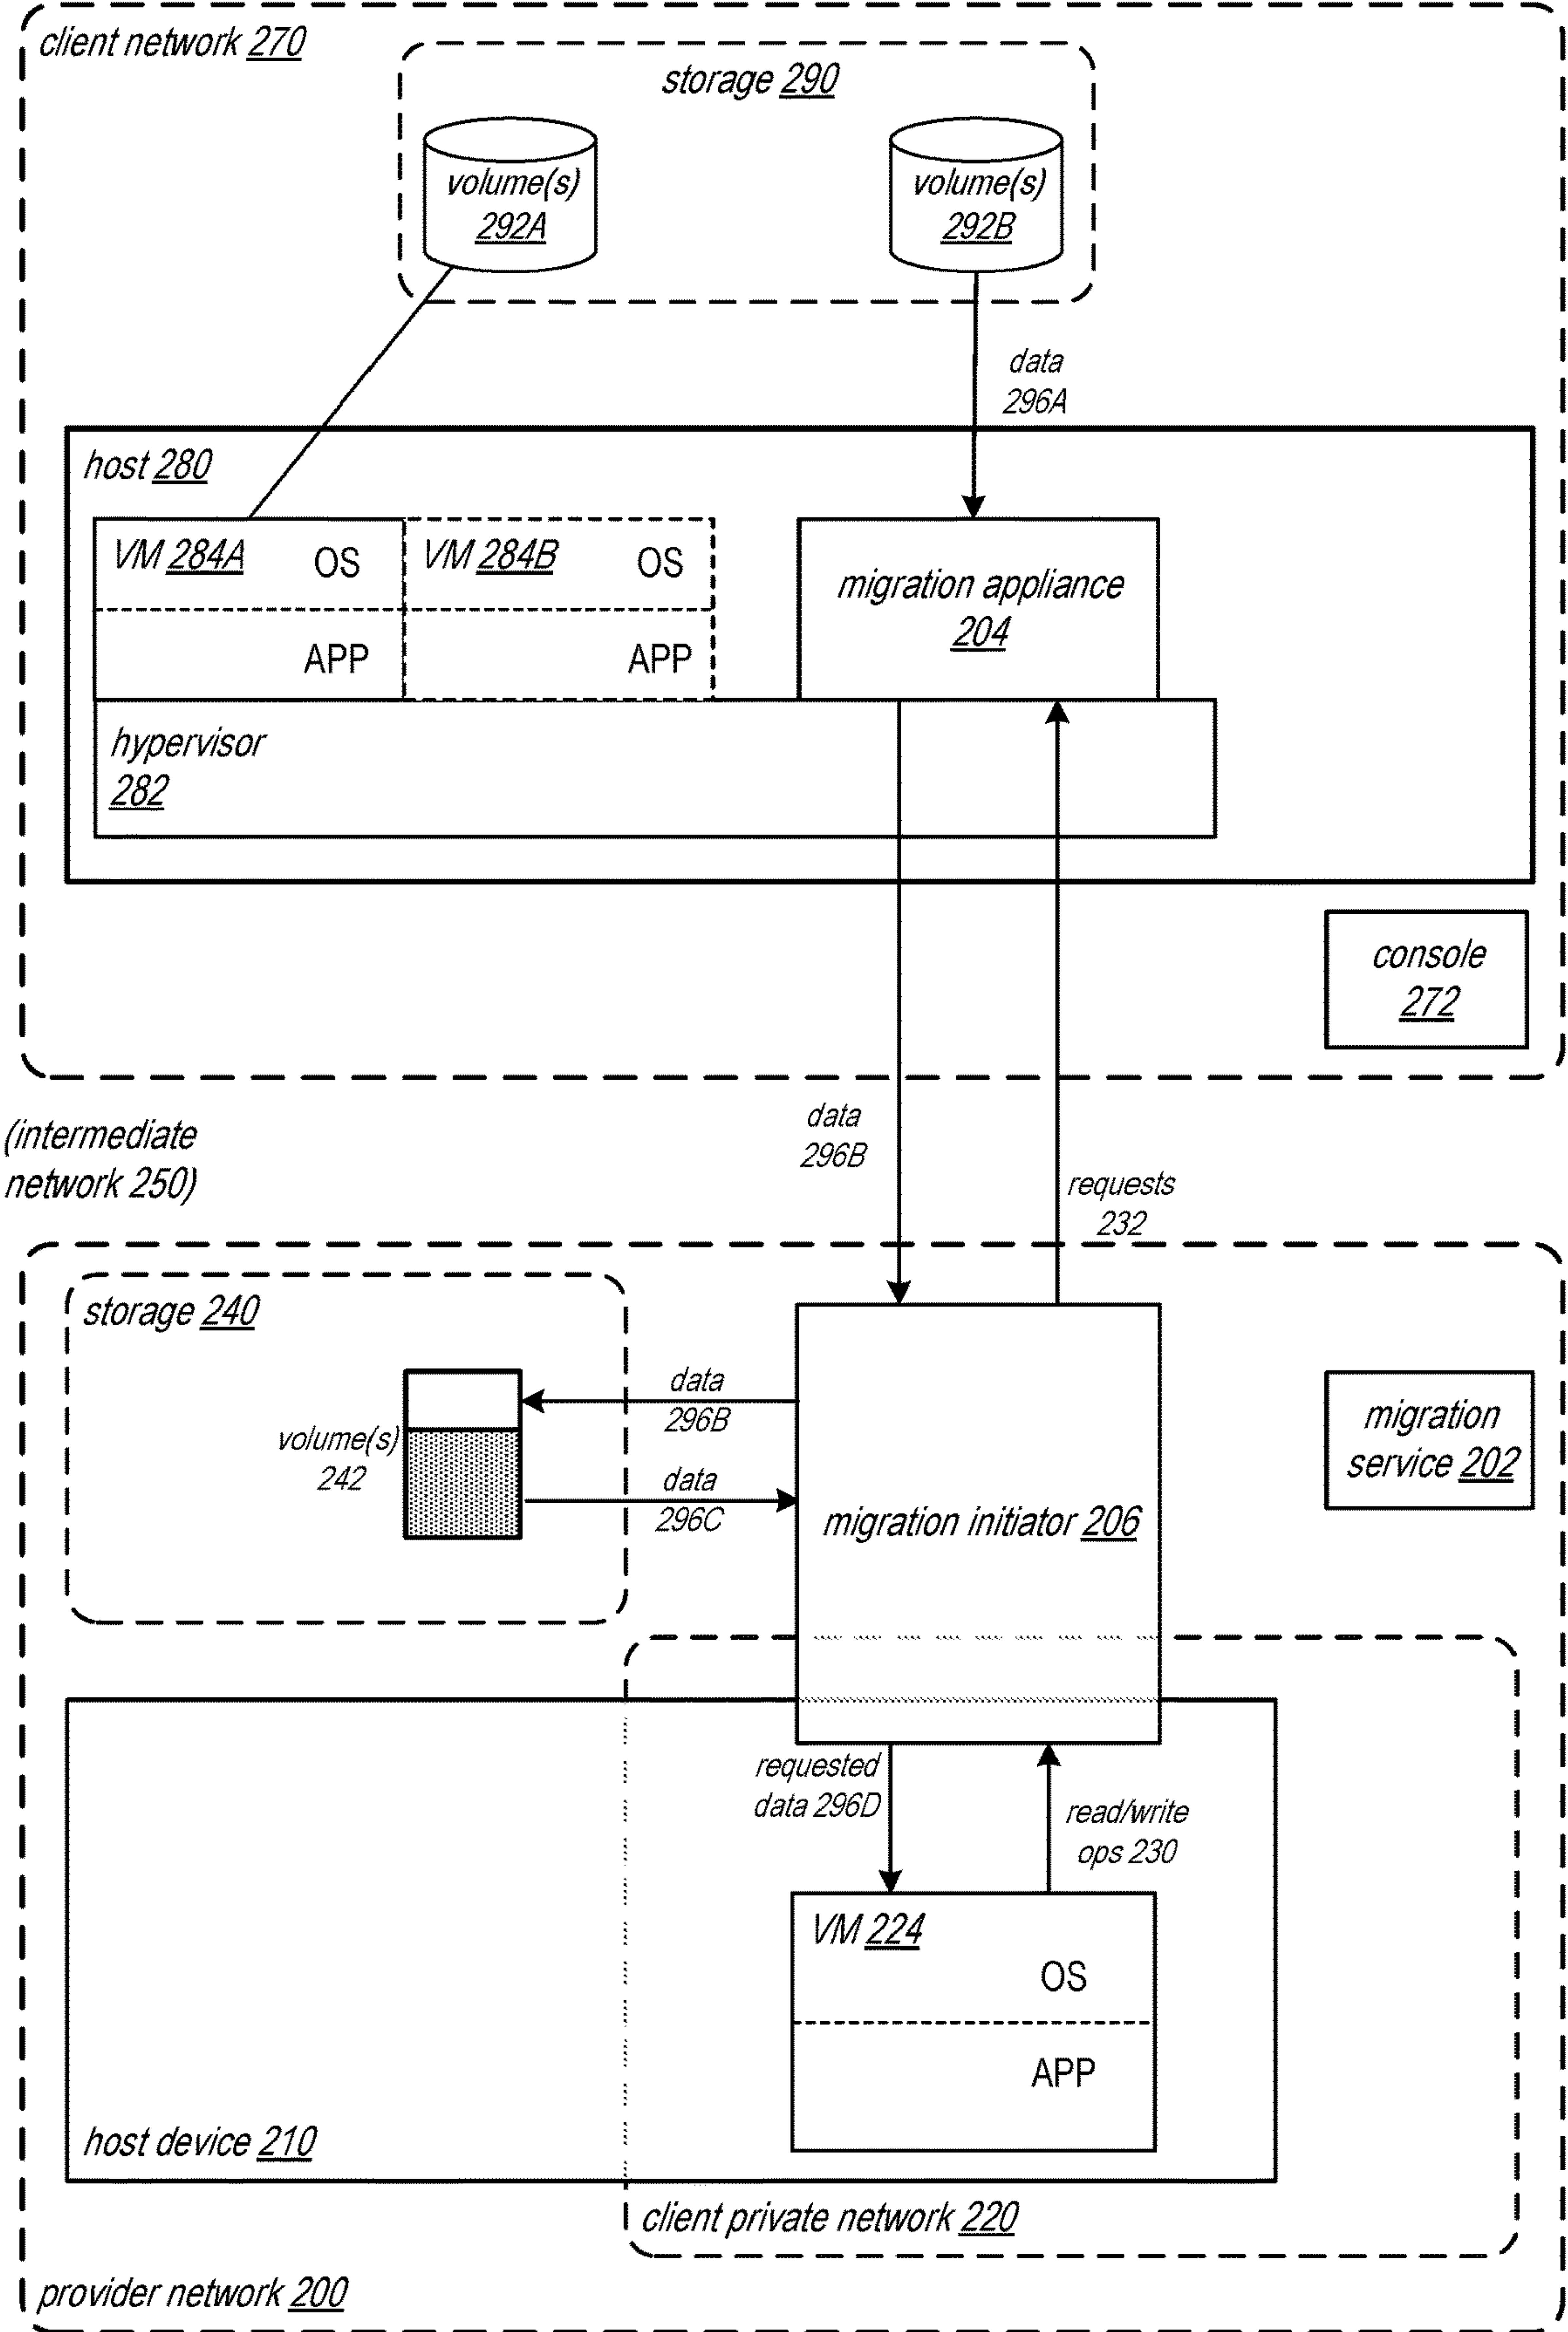 client network 270
storage 290
volume(s)
292A
volume(s)
292B
data
296A
host 280
VM 284A
OS
APP
VM 284B
OS
APP
migration appliance
204
hypervisor
282
console
272
(intermediate
network 250)
data
296B
requests
232
storage 240
volume(s)
242
data
296B
data
296C
migration initiator 206
migration
service 202
requested
data 296D
read/write
ops 230
VM 224
OS
APP
host device 210
client private network 220
provider network 200